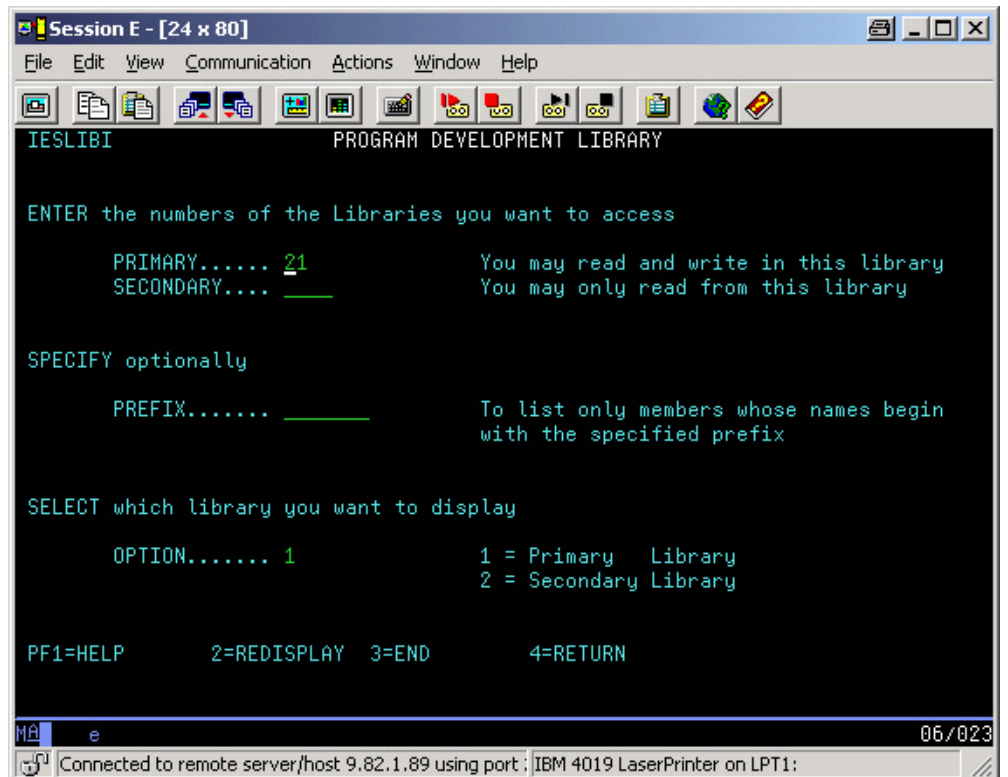 Session E - [24 x 80]
File Edit View Communication Actions Window Help
IESLIBI PROGRAM DEVELOPMENT LIBRARY
ENTER the numbers of the Libraries you want to access
PRIMARY...... 21 You may read and write in this library
SECONDARY.... ____ You may only read from this library
SPECIFY optionally
PREFIX....... _______ To list only members whose names begin
with the specified prefix
SELECT which library you want to display
OPTION....... 1 1 = Primary Library
2 = Secondary Library
PF1=HELP 2=REDISPLAY 3=END 4=RETURN
MA e 06/023
Connected to remote server/host 9.82.1.89 using port IBM 4019 LaserPrinter on LPT1: